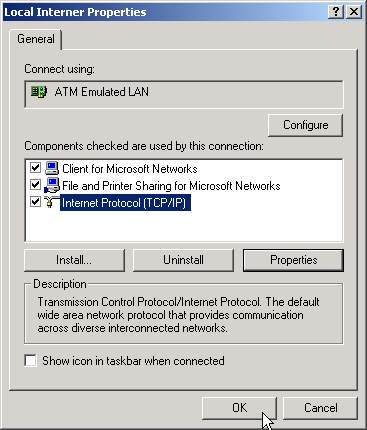 Local Interner Properties
General
Connect using:
ATM Emulated LAN
Configure
Components checked are used by this connection:
Client for Microsoft Networks
File and Printer Sharing for Microsoft Networks
Internet Protocol (TCP/IP)
Install...
Uninstall
Properties
Description
Transmission Control Protocol/Internet Protocol. The default
wide area network protocol that provides communication
across diverse interconnected networks.
Show icon in taskbar when connected
OK
Cancel